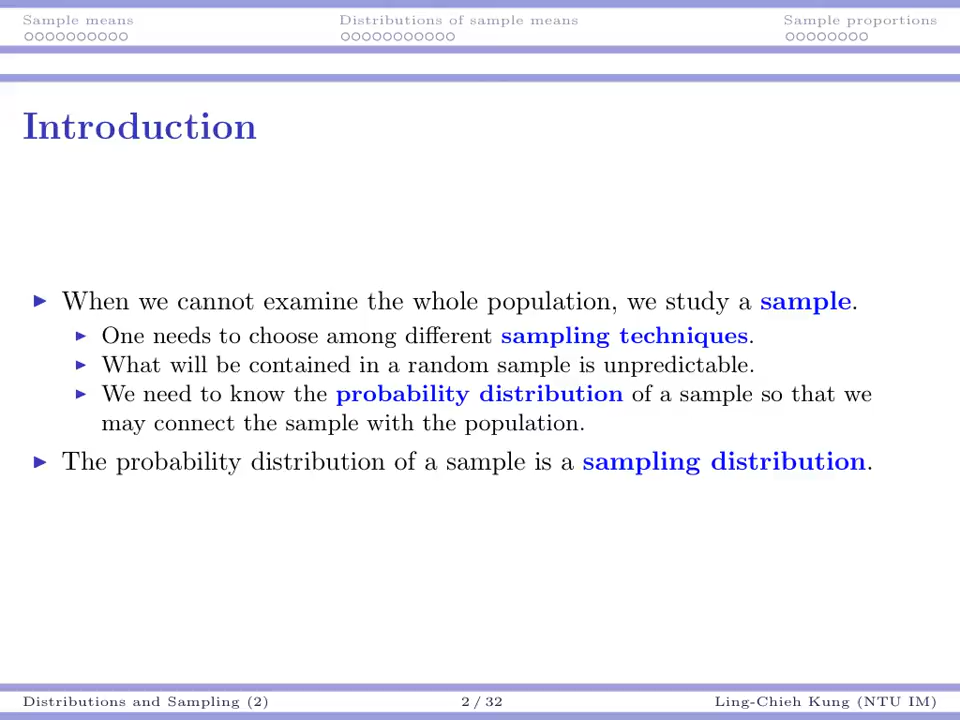 Sample means Distributions of sample means Sample proportions
Introduction
When we cannot examine the whole population, we study a sample.
One needs to choose among different sampling techniques.
What will be contained in a random sample is unpredictable.
We need to know the probability distribution of a sample so that we
may connect the sample with the population.
The probability distribution of a sample is a sampling distribution.
Distributions and Sampling (2) 2 / 32 Ling-Chieh Kung (NTU IM)